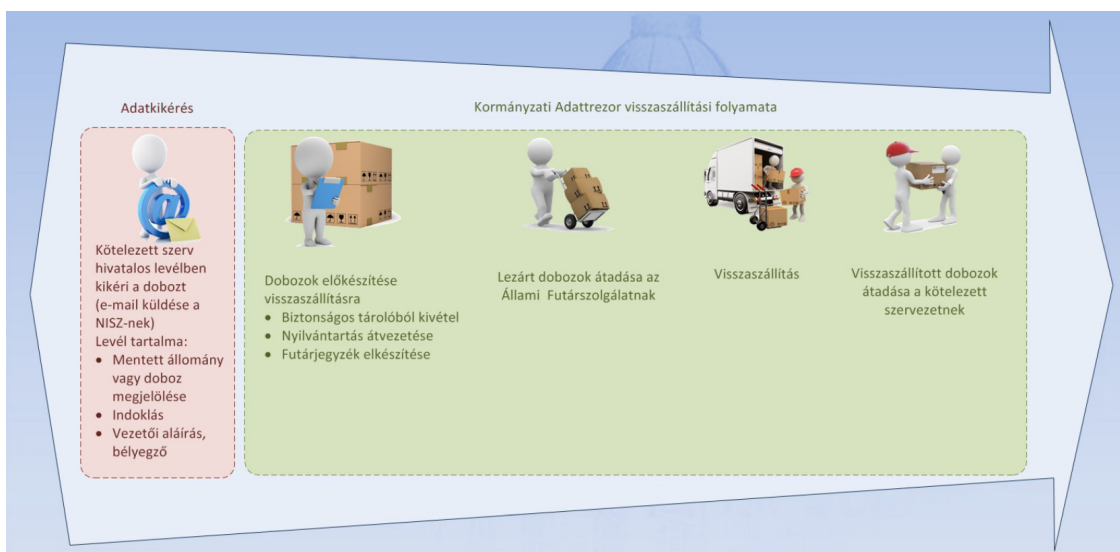 Adatkikérés
Kormányzati Adattrezor visszaszállítási folyamata
Kötelezett szerv
hivatalos levélben
kikéri a dobozt
(e-mail küldése a
NISZ-nek)
Levél tartalma:
• Mentett állomány
vagy doboz
megjelölése
• Indoklás
• Vezetői aláírás,
bélyegző
Dobozok előkészítése
visszaszállításra
• Biztonságos tárolóból kivétel
• Nyilvántartás átvezetése
• Futárjegyzék elkészítése
Lezárt dobozok átadása az
Állami Futárszolgálatnak
Visszaszállítás
Visszaszállított dobozok
átadása a kötelezett
szervezetnek